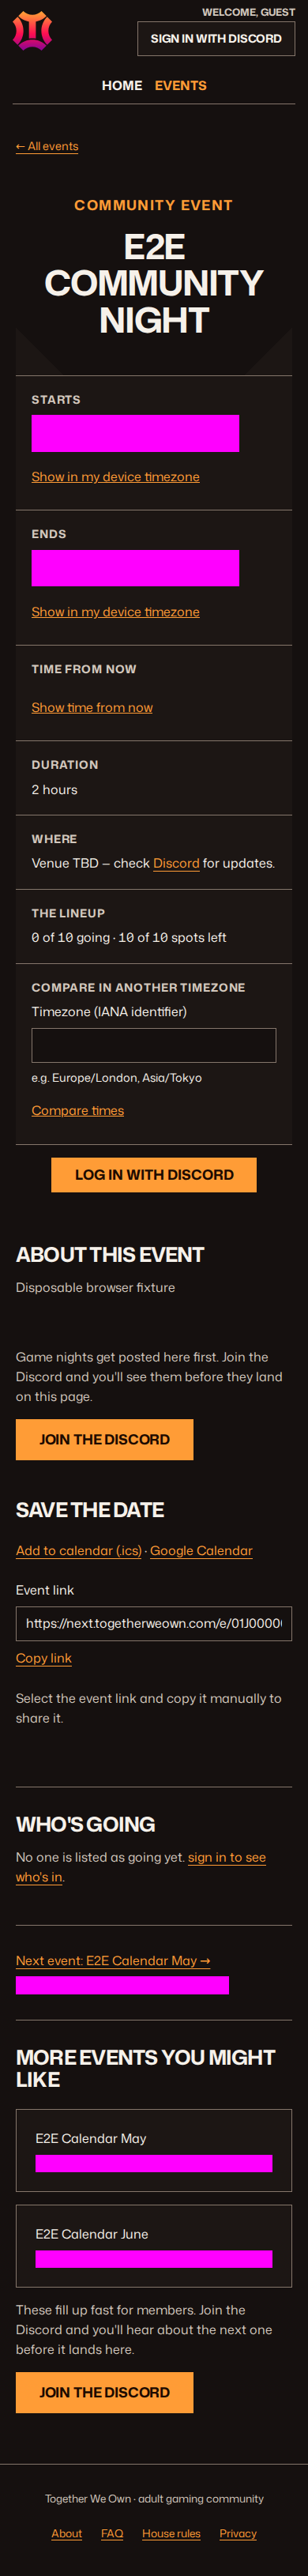 WELCOME, GUEST
SIGN IN WITH DISCORD
HOME EVENTS
← All events
COMMUNITY EVENT
E2E
COMMUNITY
NIGHT
STARTS
Show in my device timezone
ENDS
Show in my device timezone
TIME FROM NOW
Show time from now
DURATION
2 hours
WHERE
Venue TBD — check Discord for updates.
THE LINEUP
0 of 10 going · 10 of 10 spots left
COMPARE IN ANOTHER TIMEZONE
Timezone (IANA identifier)
e.g. Europe/London, Asia/Tokyo
Compare times
LOG IN WITH DISCORD
ABOUT THIS EVENT
Disposable browser fixture
Game nights get posted here first. Join the
Discord and you'll see them before they land
on this page.
JOIN THE DISCORD
SAVE THE DATE
Add to calendar (.ics) · Google Calendar
Event link
https://next.togetherweown.com/e/01J0000
Copy link
Select the event link and copy it manually to
share it.
WHO'S GOING
No one is listed as going yet. sign in to see
who's in.
Next event: E2E Calendar May →
MORE EVENTS YOU MIGHT
LIKE
E2E Calendar May
E2E Calendar June
These fill up fast for members. Join the
Discord and you'll hear about the next one
before it lands here.
JOIN THE DISCORD
Together We Own · adult gaming community
About FAQ House rules Privacy